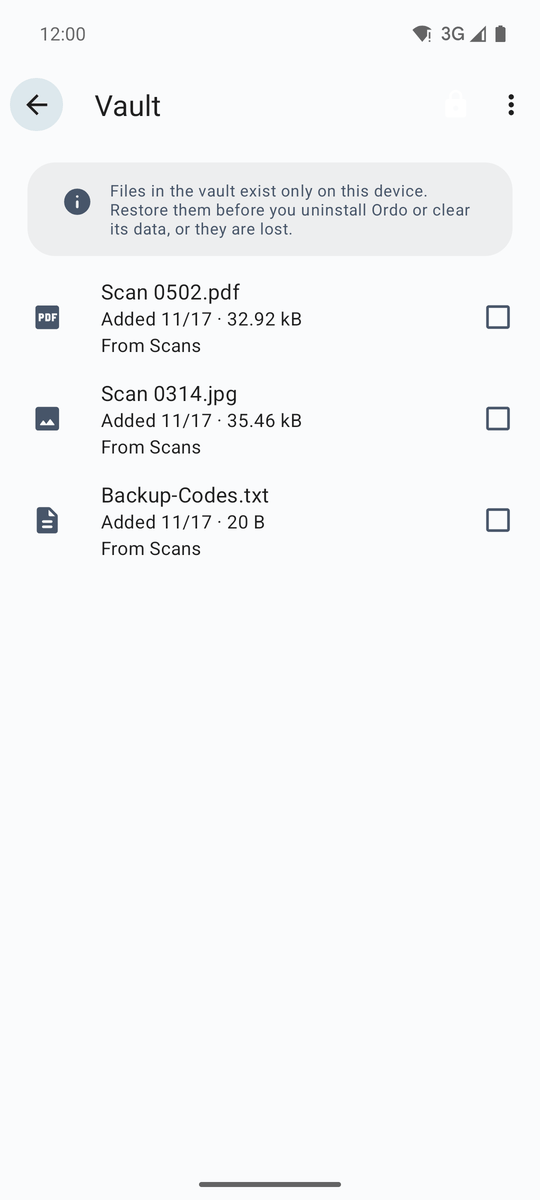 12:00
3G
Vault
Files in the vault exist only on this device.
Restore them before you uninstall Ordo or clear
its data, or they are lost.
PDF
Scan 0502.pdf
Added 11/17 · 32.92 kB
From Scans
Scan 0314.jpg
Added 11/17 · 35.46 kB
From Scans
Backup-Codes.txt
Added 11/17 · 20 B
From Scans